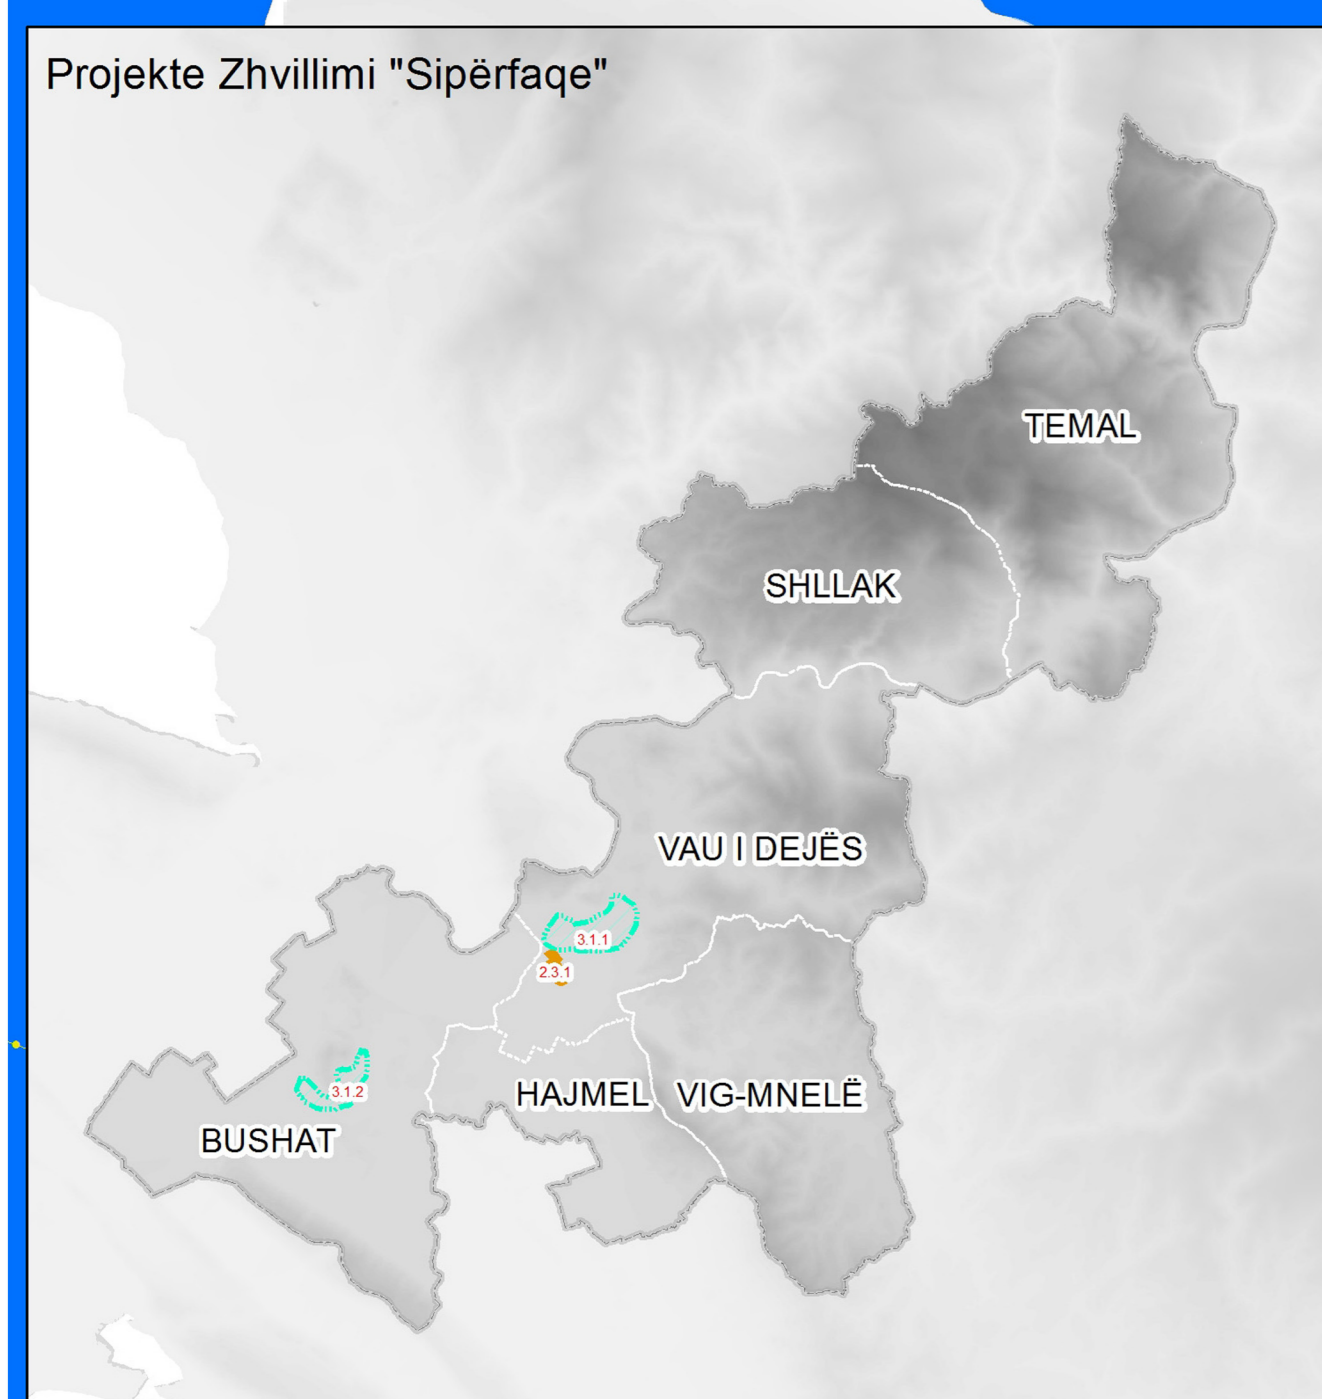 Projekte Zhvillimi "Sipërfaqe"
TEMAL
SHLLAK
VAU I DEJËS
3.1.1
2.3.1
3.1.2
HAJMEL
VIG-MNELË
BUSHAT